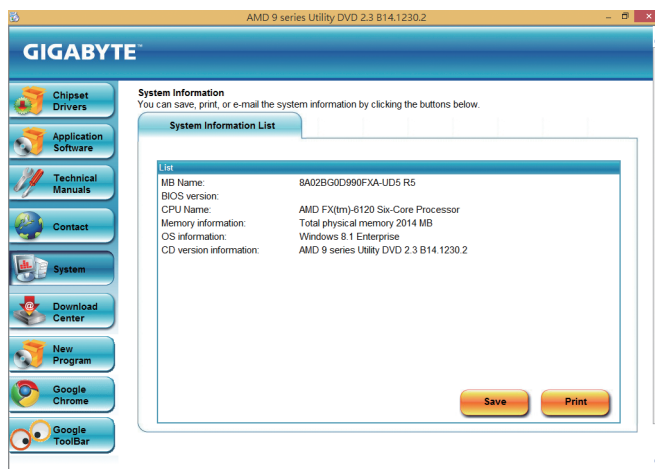 AMD 9 series Utility DVD 2.3 B14.1230.2
GIGABYTE™
Chipset
Drivers
Application
Software
Technical
Manuals
Contact
System
Download
Center
New
Program
Google
Chrome
Google
ToolBar
System Information
You can save, print, or e-mail the system information by clicking the buttons below.
System Information List
List
MB Name: 8A02BG0D990FXA-UD5 R5
BIOS version:
CPU Name: AMD FX(tm)-6120 Six-Core Processor
Memory information: Total physical memory 2014 MB
OS information: Windows 8.1 Enterprise
CD version information: AMD 9 series Utility DVD 2.3 B14.1230.2
Save Print